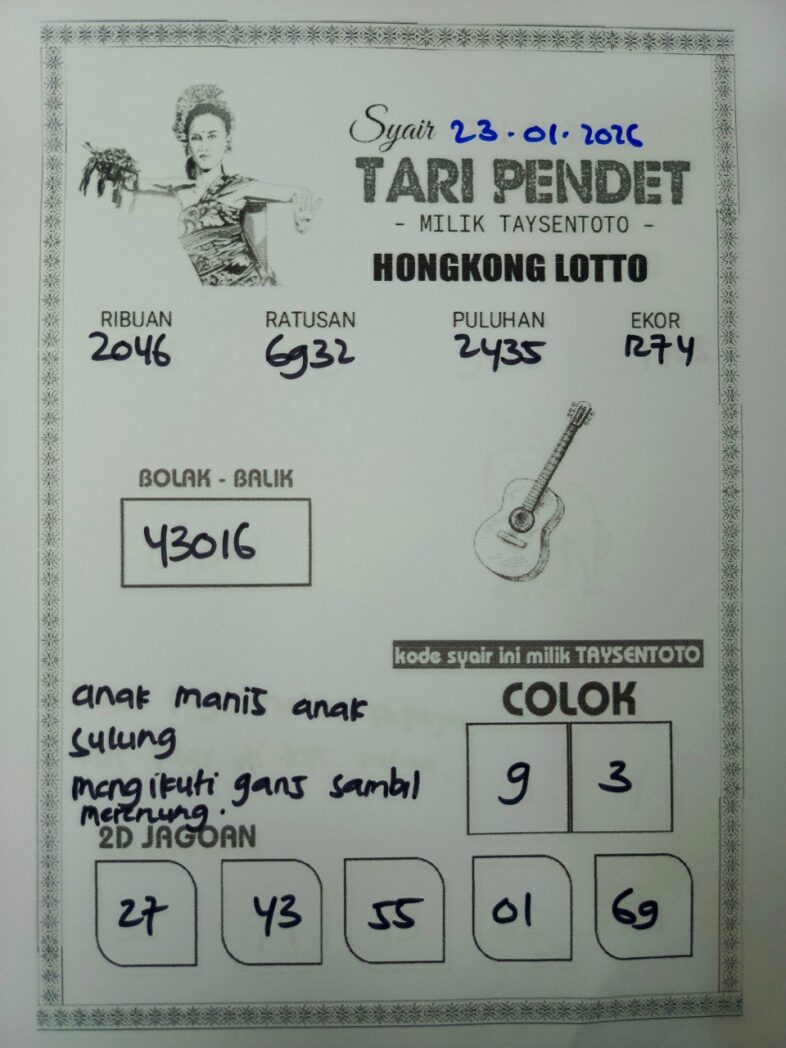 Syair 23.01.2026
TARI PENDET
- MILIK TAYSENTOTO -
HONGKONG LOTTO
RIBUAN RATUSAN PULUHAN EKOR
2046 6932 2435 1274
BOLAK - BALIK
43016
kode syair ini milik TAYSENTOTO
COLOK
9 3
anak manis anak
sulung
mengikuti garis sambil
merenung.
2D JAGOAN
27 43 55 01 69